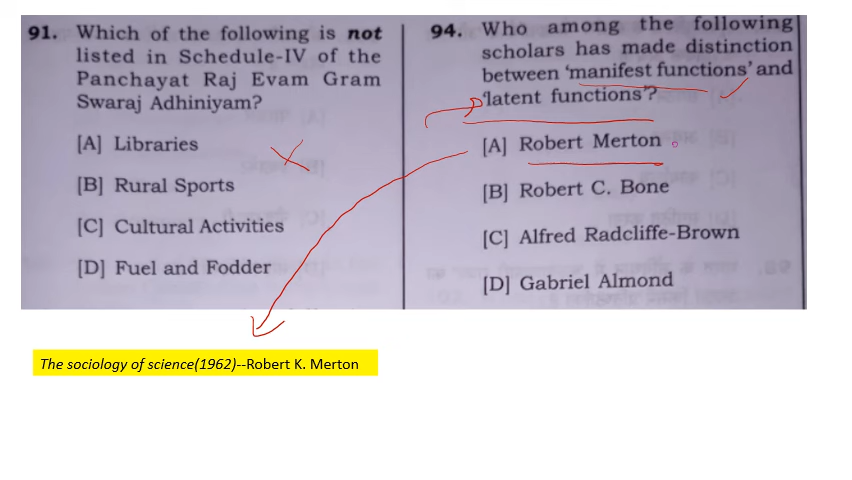 91. Which of the following is not
listed in Schedule-IV of the
Panchayat Raj Evam Gram
Swaraj Adhiniyam?
[A] Libraries
[B] Rural Sports
[C] Cultural Activities
[D] Fuel and Fodder
94. Who among the following
scholars has made distinction
between 'manifest functions' and
'latent functions'?
[A] Robert Merton
[B] Robert C. Bone
[C] Alfred Radcliffe-Brown
[D] Gabriel Almond
The sociology of science(1962)--Robert K. Merton